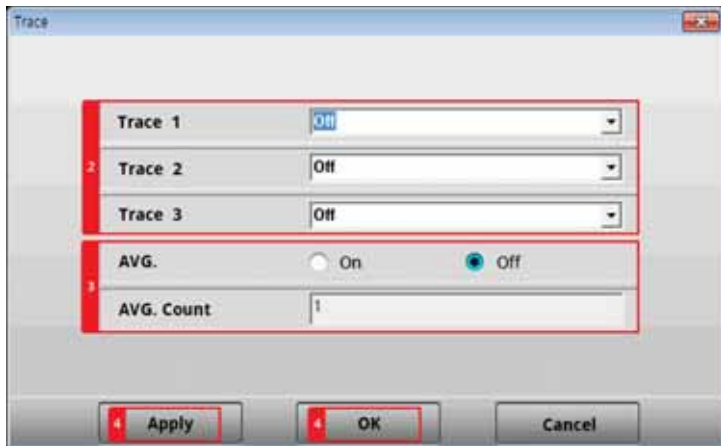 Trace
Trace 1 Off
2 Trace 2 Off
Trace 3 Off
AVG. On Off
3
AVG. Count 1
4 Apply 4 OK Cancel